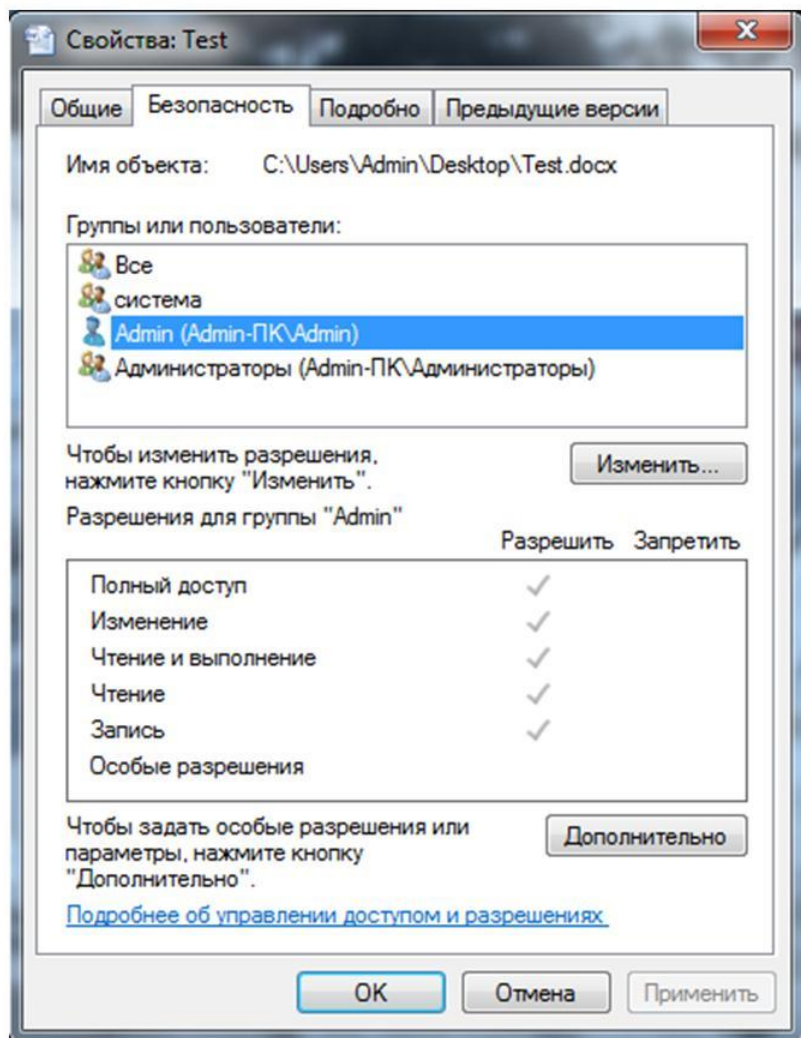 Свойства: Test
Общие Безопасность Подробно Предыдущие версии
Имя объекта: C:\Users\Admin\Desktop\Test.docx
Группы или пользователи:
Все
система
Admin (Admin-ПК\Admin)
Администраторы (Admin-ПК\Администраторы)
Чтобы изменить разрешения,
нажмите кнопку "Изменить".
Изменить...
Разрешения для группы "Admin"
Разрешить Запретить
Полный доступ
Изменение
Чтение и выполнение
Чтение
Запись
Особые разрешения
Чтобы задать особые разрешения или
параметры, нажмите кнопку
"Дополнительно".
Дополнительно
Подробнее об управлении доступом и разрешениях
OK Отмена Применить